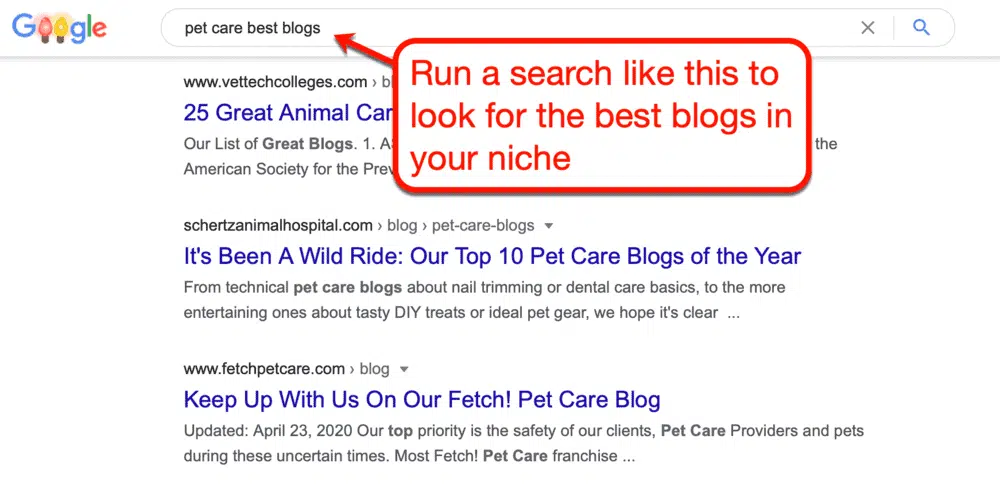 Google
pet care best blogs
Run a search like this to
look for the best blogs in
your niche
www.vettechcolleges.com › bl
25 Great Animal Car
Our List of Great Blogs. 1. A the
American Society for the Prev
schertzanimalhospital.com › blog › pet-care-blogs
It's Been A Wild Ride: Our Top 10 Pet Care Blogs of the Year
From technical pet care blogs about nail trimming or dental care basics, to the more
entertaining ones about tasty DIY treats or ideal pet gear, we hope it's clear ...
www.fetchpetcare.com › blog
Keep Up With Us On Our Fetch! Pet Care Blog
Updated: April 23, 2020 Our top priority is the safety of our clients, Pet Care Providers and pets
during these uncertain times. Most Fetch! Pet Care franchise ...